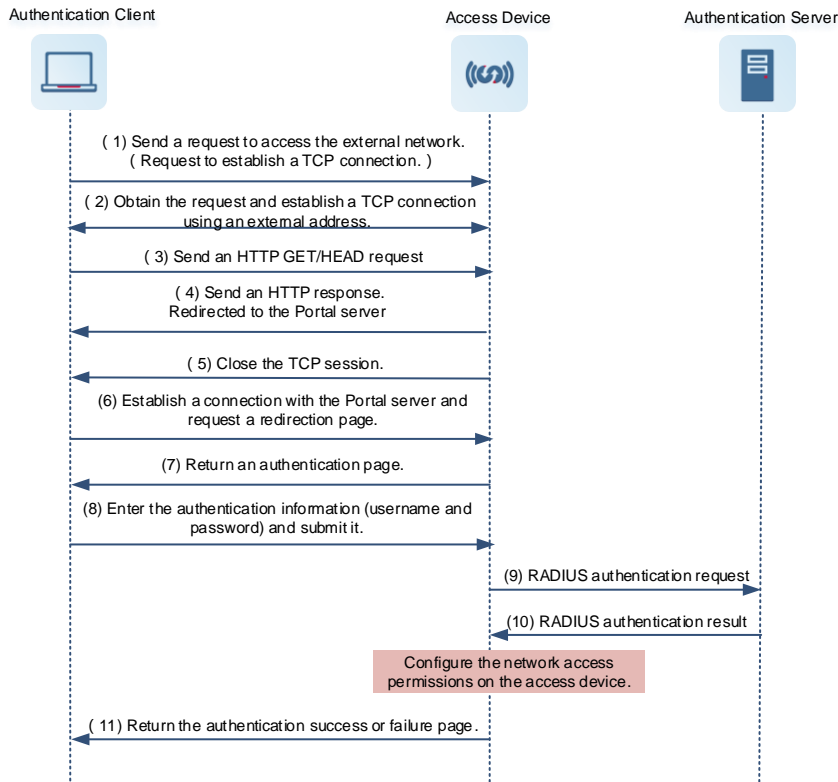 Authentication Client
Access Device
Authentication Server
( 1) Send a request to access the external network.
( Request to establish a TCP connection. )
( 2) Obtain the request and establish a TCP connection
using an external address.
( 3) Send an HTTP GET/HEAD request
( 4) Send an HTTP response.
Redirected to the Portal server
( 5) Close the TCP session.
(6) Establish a connection with the Portal server and
request a redirection page.
(7) Return an authentication page.
(8) Enter the authentication information (username and
password) and submit it.
(9) RADIUS authentication request
(10) RADIUS authentication result
Configure the network access
permissions on the access device.
( 11) Return the authentication success or failure page.